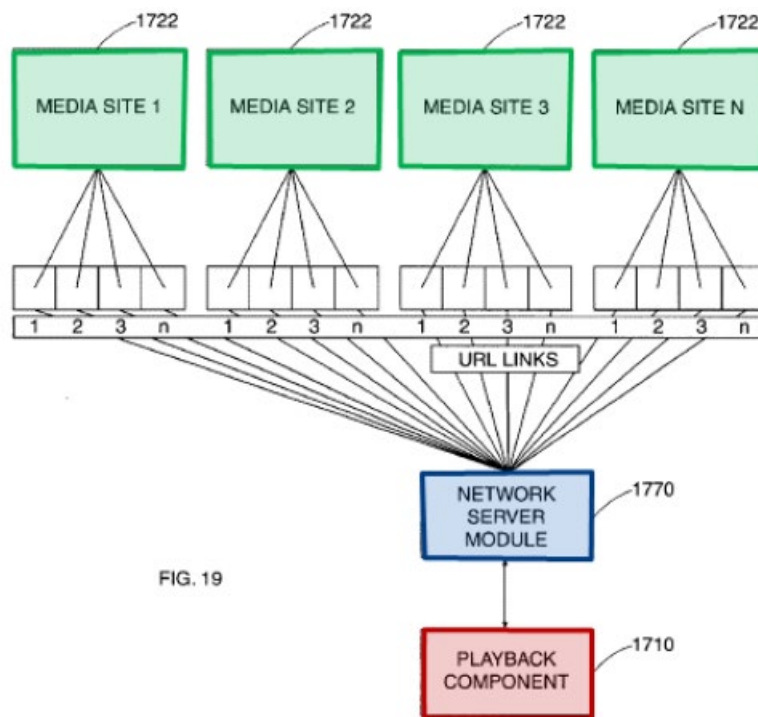 1722 1722 1722 1722
MEDIA SITE 1 MEDIA SITE 2 MEDIA SITE 3 MEDIA SITE N
1 2 3 n 1 2 3 n 1 2 3 n 1 2 3 n
URL LINKS
NETWORK
SERVER
MODULE
1770
FIG. 19
PLAYBACK
COMPONENT
1710